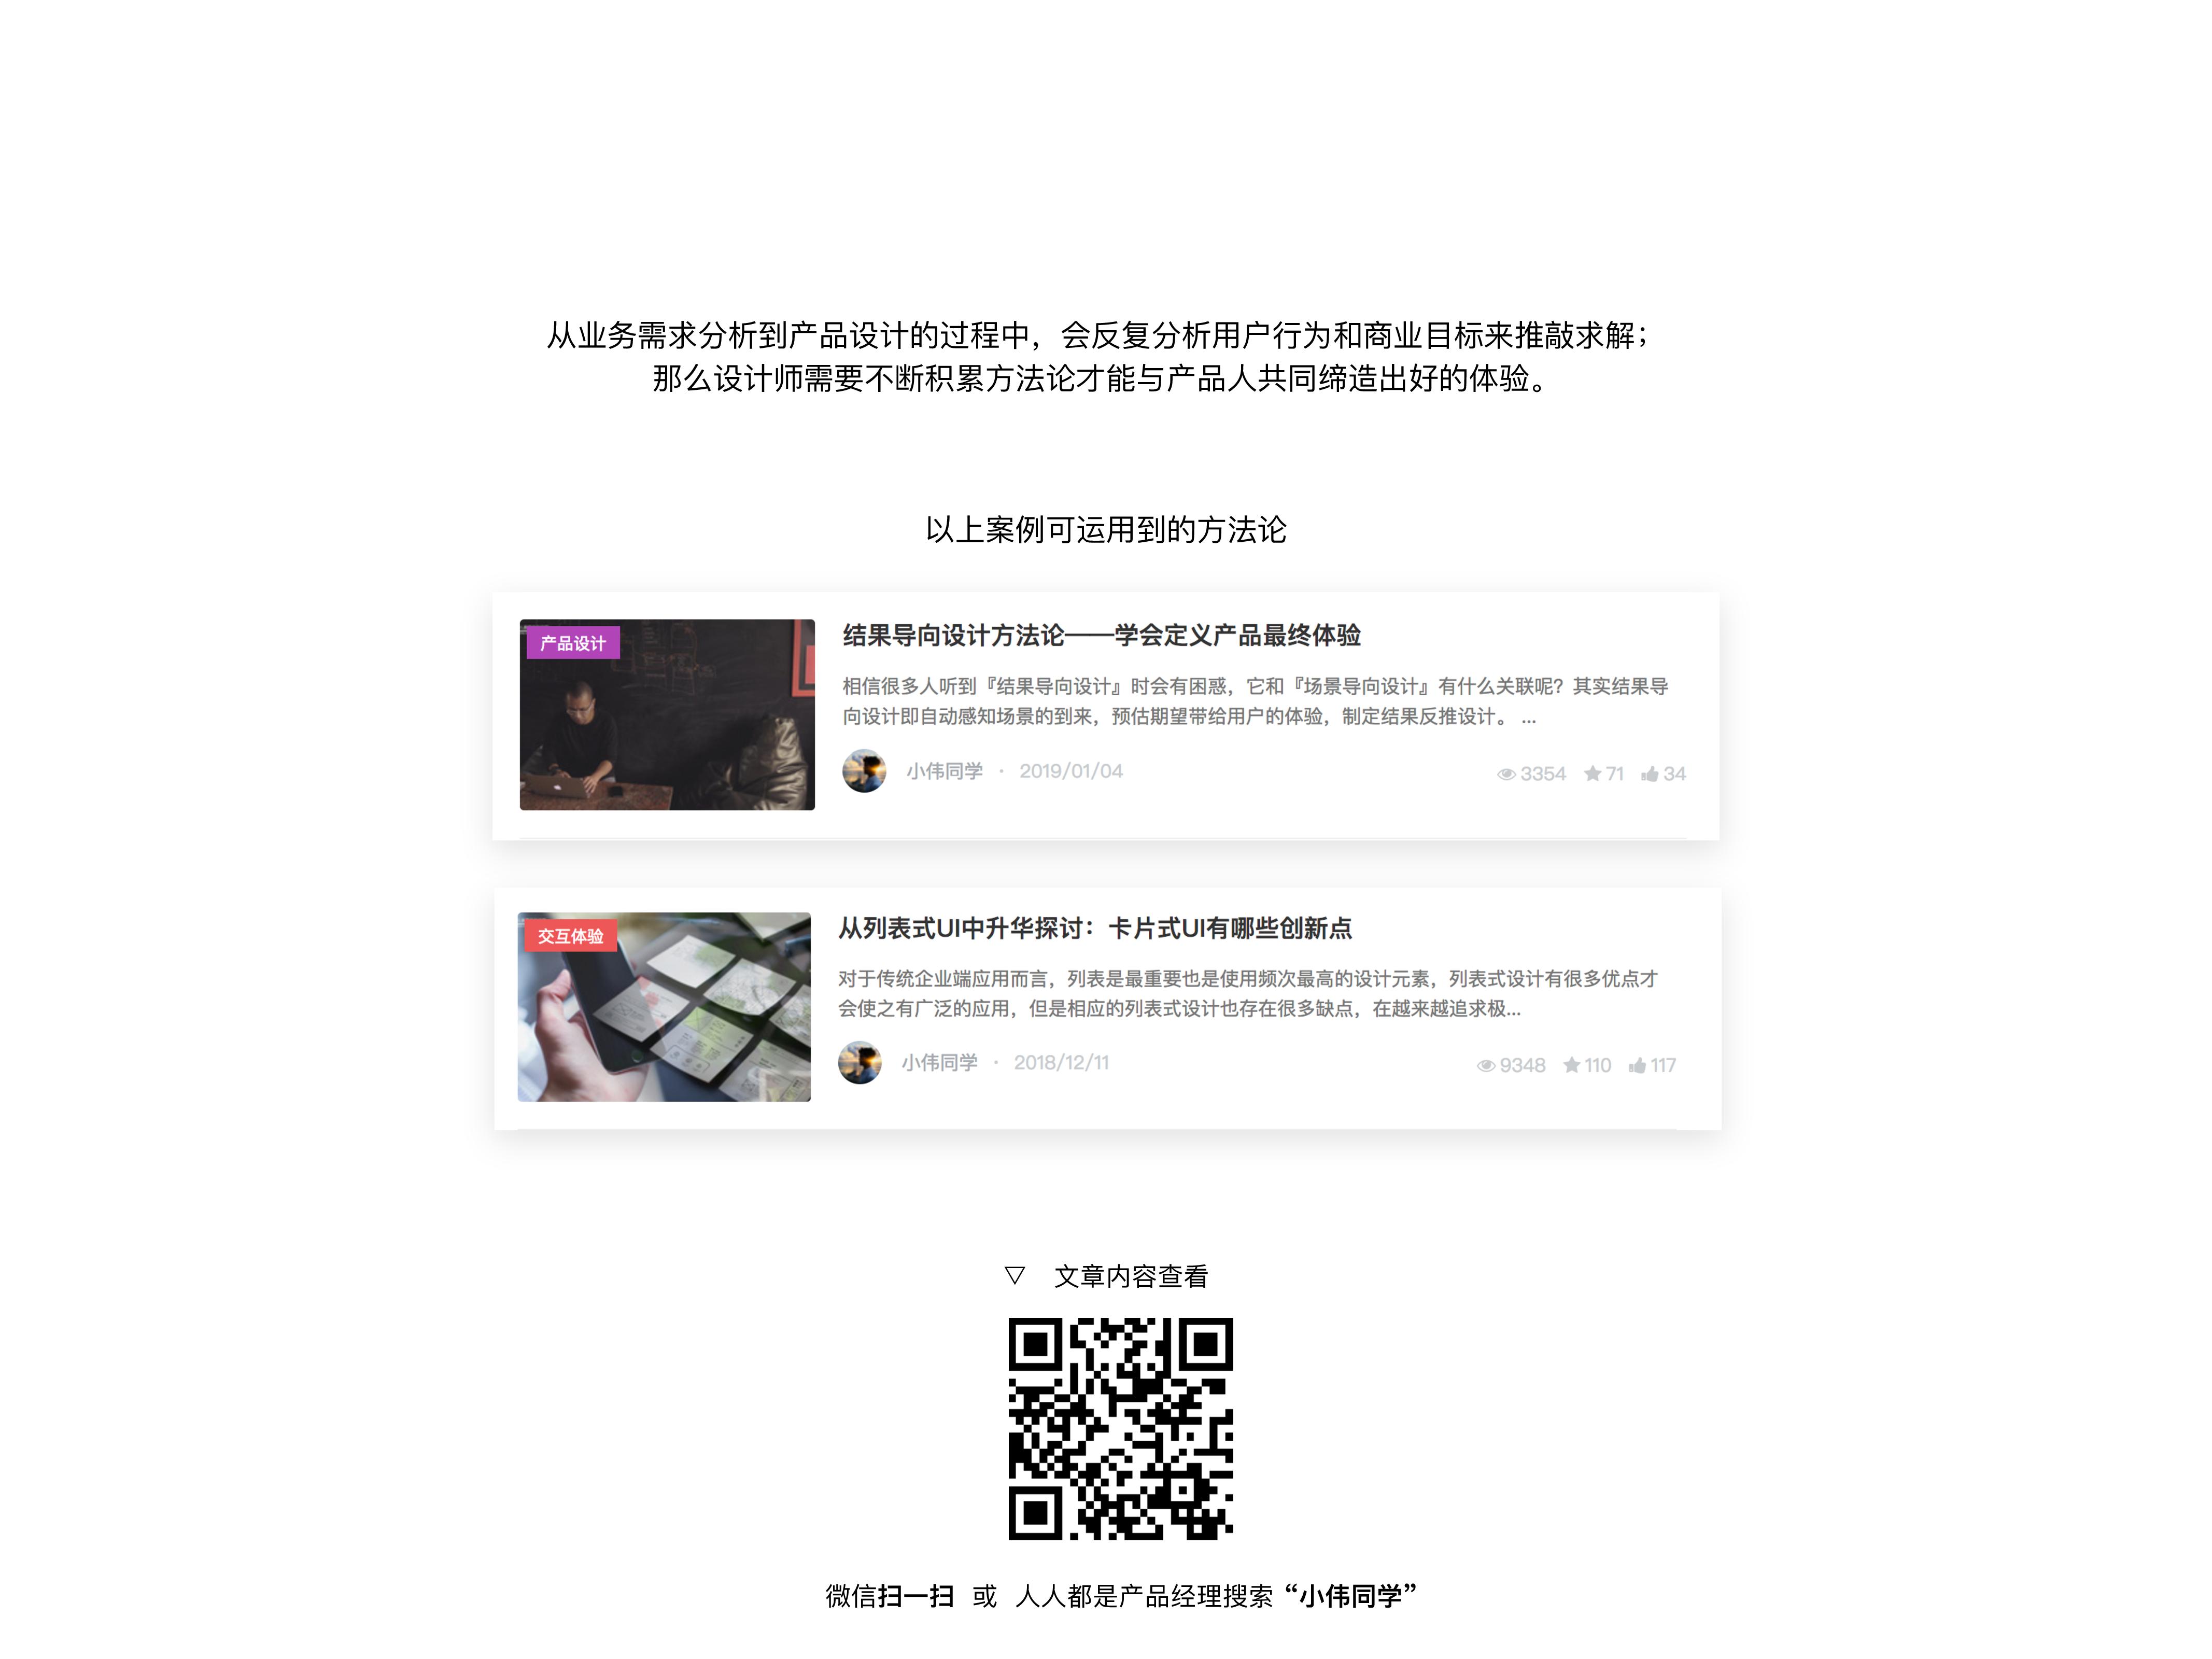 从业务需求分析到产品设计的过程中，会反复分析用户行为和商业目标来推敲求解；
那么设计师需要不断积累方法论才能与产品人共同缔造出好的体验。
以上案例可运用到的方法论
产品设计
结果导向设计方法论——学会定义产品最终体验
相信很多人听到『结果导向设计』时会有困惑，它和『场景导向设计』有什么关联呢？其实结果导
向设计即自动感知场景的到来，预估期望带给用户的体验，制定结果反推设计。 ...
小伟同学 · 2019/01/04 3354 71 34
交互体验
从列表式UI中升华探讨：卡片式UI有哪些创新点
对于传统企业端应用而言，列表是最重要也是使用频次最高的设计元素，列表式设计有很多优点才
会使之有广泛的应用，但是相应的列表式设计也存在很多缺点，在越来越追求极...
小伟同学 · 2018/12/11 9348 110 117
▽ 文章内容查看
微信扫一扫 或 人人都是产品经理搜索 “小伟同学”